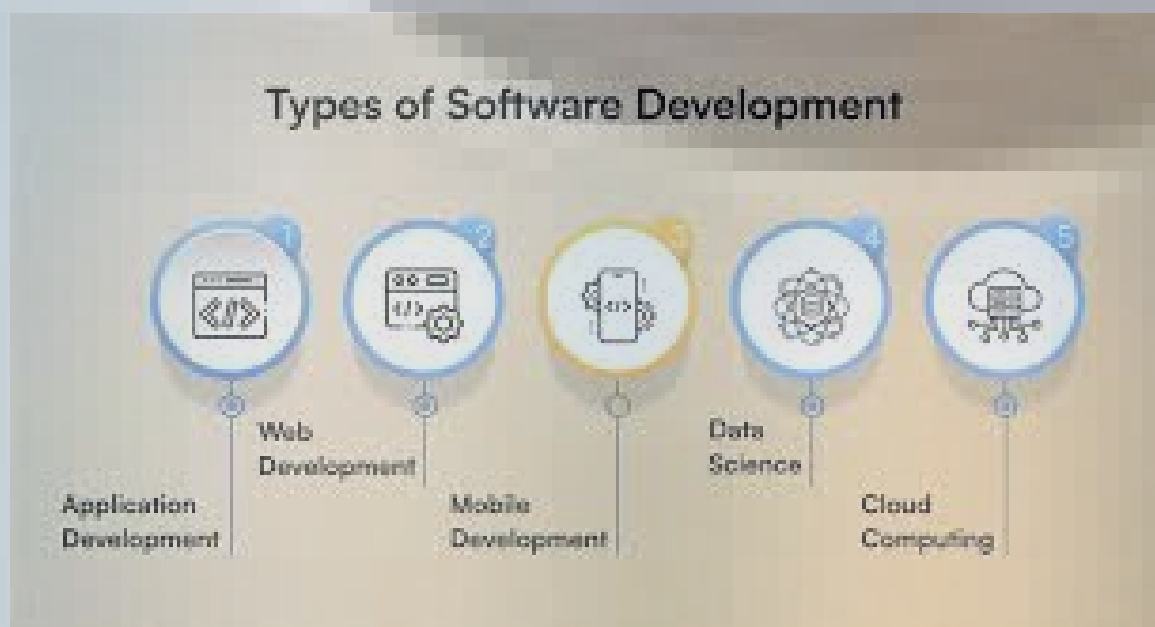 Types of Software Development
1
2
3
4
5
</>
</>
</>
Web
Development
Data
Science
Application
Development
Mobile
Development
Cloud
Computing